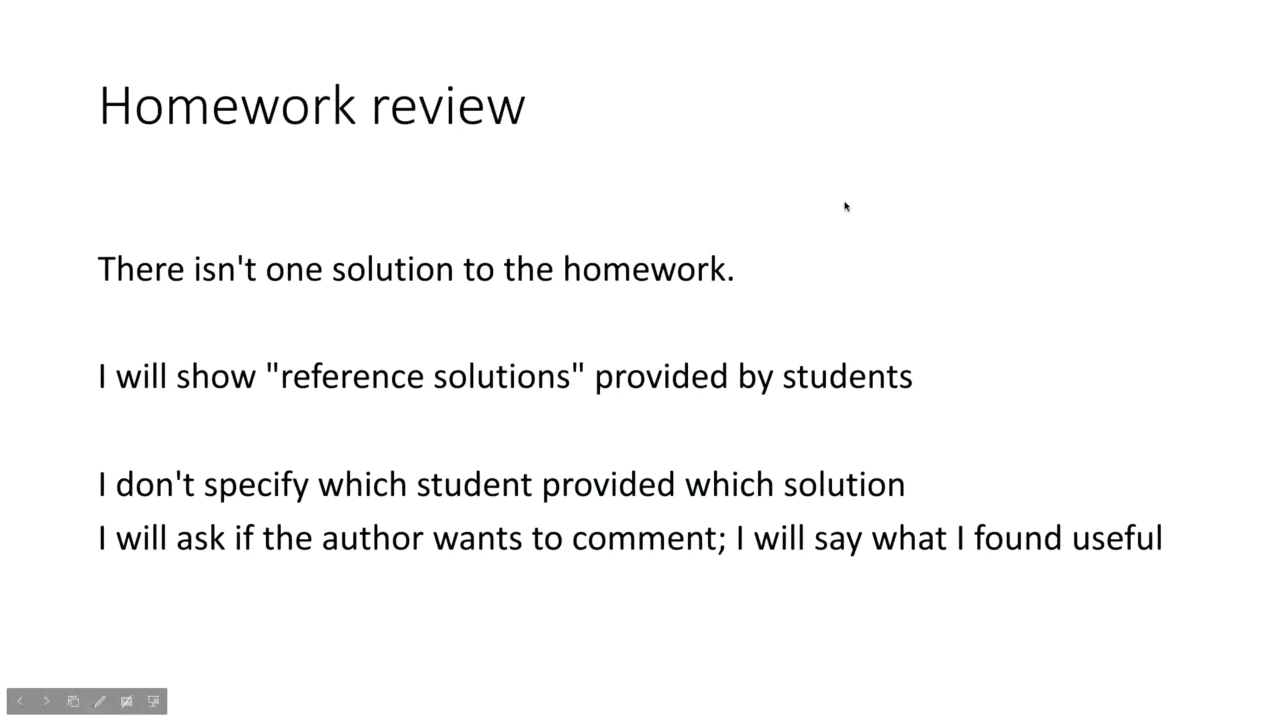 Homework review
There isn't one solution to the homework.
I will show "reference solutions" provided by students
I don't specify which student provided which solution
I will ask if the author wants to comment; I will say what I found useful